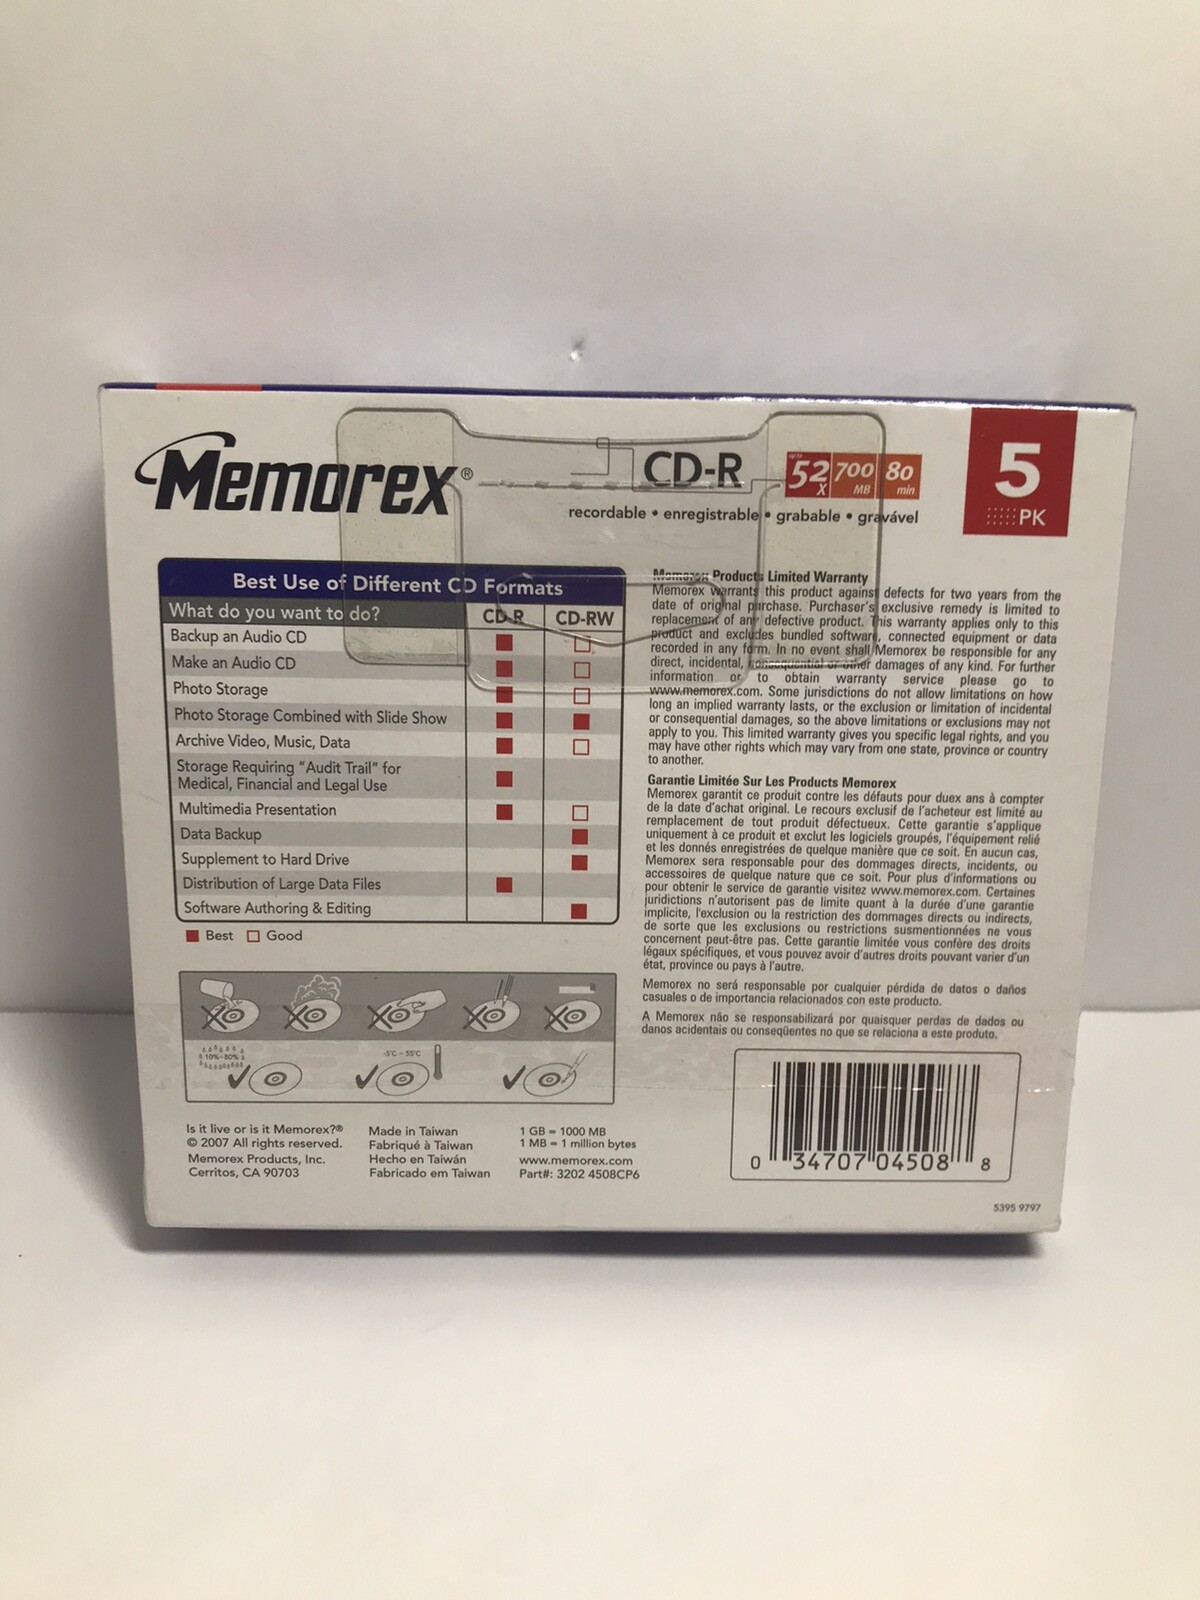 Memorex®
CD-R
up to 52X 700 MB 80 min
5 PK
recordable • enregistrable • grabable • gravável
Best Use of Different CD Formats
What do you want to do? CD-R CD-RW
Backup an Audio CD
Make an Audio CD
Photo Storage
Photo Storage Combined with Slide Show
Archive Video, Music, Data
Storage Requiring “Audit Trail” for
Medical, Financial and Legal Use
Multimedia Presentation
Data Backup
Supplement to Hard Drive
Distribution of Large Data Files
Software Authoring & Editing
Best Good
10%-80%
-5°C - 55°C
Is it live or is it Memorex?®
© 2007 All rights reserved.
Memorex Products, Inc.
Cerritos, CA 90703
Made in Taiwan
Fabriqué à Taiwan
Hecho en Taiwán
Fabricado em Taiwan
1 GB = 1000 MB
1 MB = 1 million bytes
www.memorex.com
Part#: 3202 4508CP6
Memorex Products Limited Warranty
Memorex warrants this product against defects for two years from the
date of original purchase. Purchaser's exclusive remedy is limited to
replacement of any defective product. This warranty applies only to this
product and excludes bundled software, connected equipment or data
recorded in any form. In no event shall Memorex be responsible for any
direct, incidental, consequential or other damages of any kind. For further
information or to obtain warranty service please go to
www.memorex.com. Some jurisdictions do not allow limitations on how
long an implied warranty lasts, or the exclusion or limitation of incidental
or consequential damages, so the above limitations or exclusions may not
apply to you. This limited warranty gives you specific legal rights, and you
may have other rights which may vary from one state, province or country
to another.
Garantie Limitée Sur Les Products Memorex
Memorex garantit ce produit contre les défauts pour duex ans à compter
de la date d'achat original. Le recours exclusif de l'acheteur est limité au
remplacement de tout produit défectueux. Cette garantie s'applique
uniquement à ce produit et exclut les logiciels groupés, l'équipement relié
et les donnés enregistrées de quelque manière que ce soit. En aucun cas,
Memorex sera responsable pour des dommages directs, incidents, ou
accessoires de quelque nature que ce soit. Pour plus d'informations ou
pour obtenir le service de garantie visitez www.memorex.com. Certaines
juridictions n'autorisent pas de limite quant à la durée d'une garantie
implicite, l'exclusion ou la restriction des dommages directs ou indirects,
de sorte que les exclusions ou restrictions susmentionnées ne vous
concernent peut-être pas. Cette garantie limitée vous confère des droits
légaux spécifiques, et vous pouvez avoir d'autres droits pouvant varier d'un
état, province ou pays à l'autre.
Memorex no será responsable por cualquier pérdida de datos o daños
casuales o de importancia relacionados con este producto.
A Memorex não se responsabilizará por quaisquer perdas de dados ou
danos acidentais ou conseqüentes no que se relaciona a este produto.
0 34707 04508 8
5395 9797